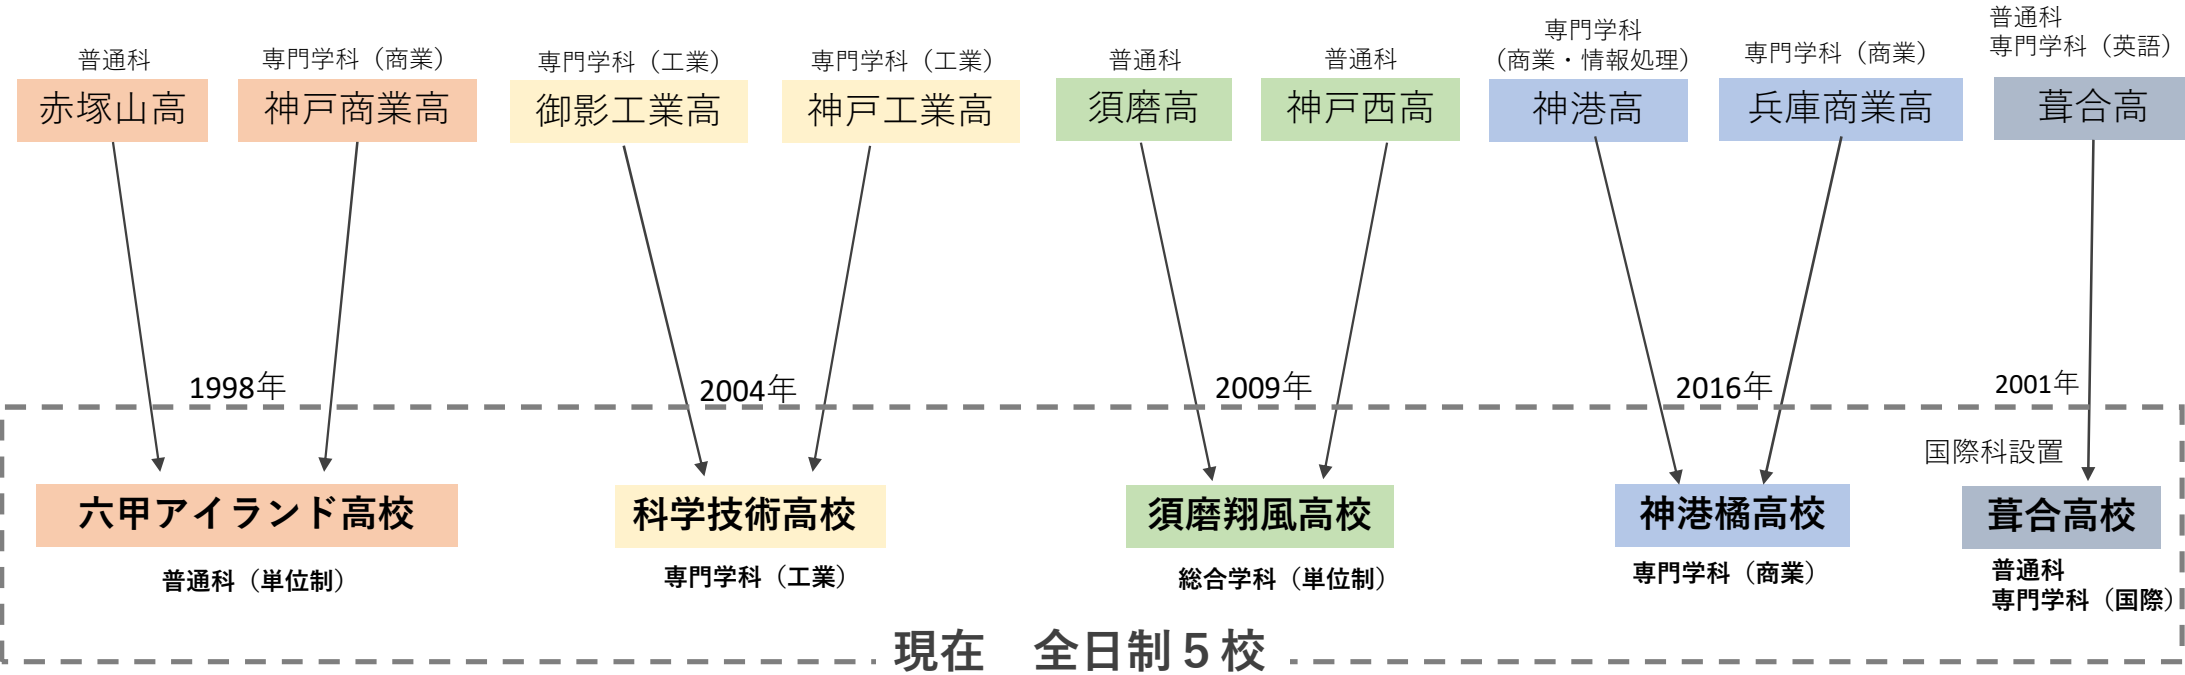 普通科
赤塚山高
専門学科（商業）
神戸商業高
専門学科（工業）
御影工業高
専門学科（工業）
神戸工業高
普通科
須磨高
普通科
神戸西高
専門学科
（商業・情報処理）
神港高
専門学科（商業）
兵庫商業高
普通科
専門学科（英語）
葺合高
1998年
2004年
2009年
2016年
2001年
国際科設置
六甲アイランド高校
普通科（単位制）
科学技術高校
専門学科（工業）
須磨翔風高校
総合学科（単位制）
神港橘高校
専門学科（商業）
葺合高校
普通科
専門学科（国際）
現在　全日制５校